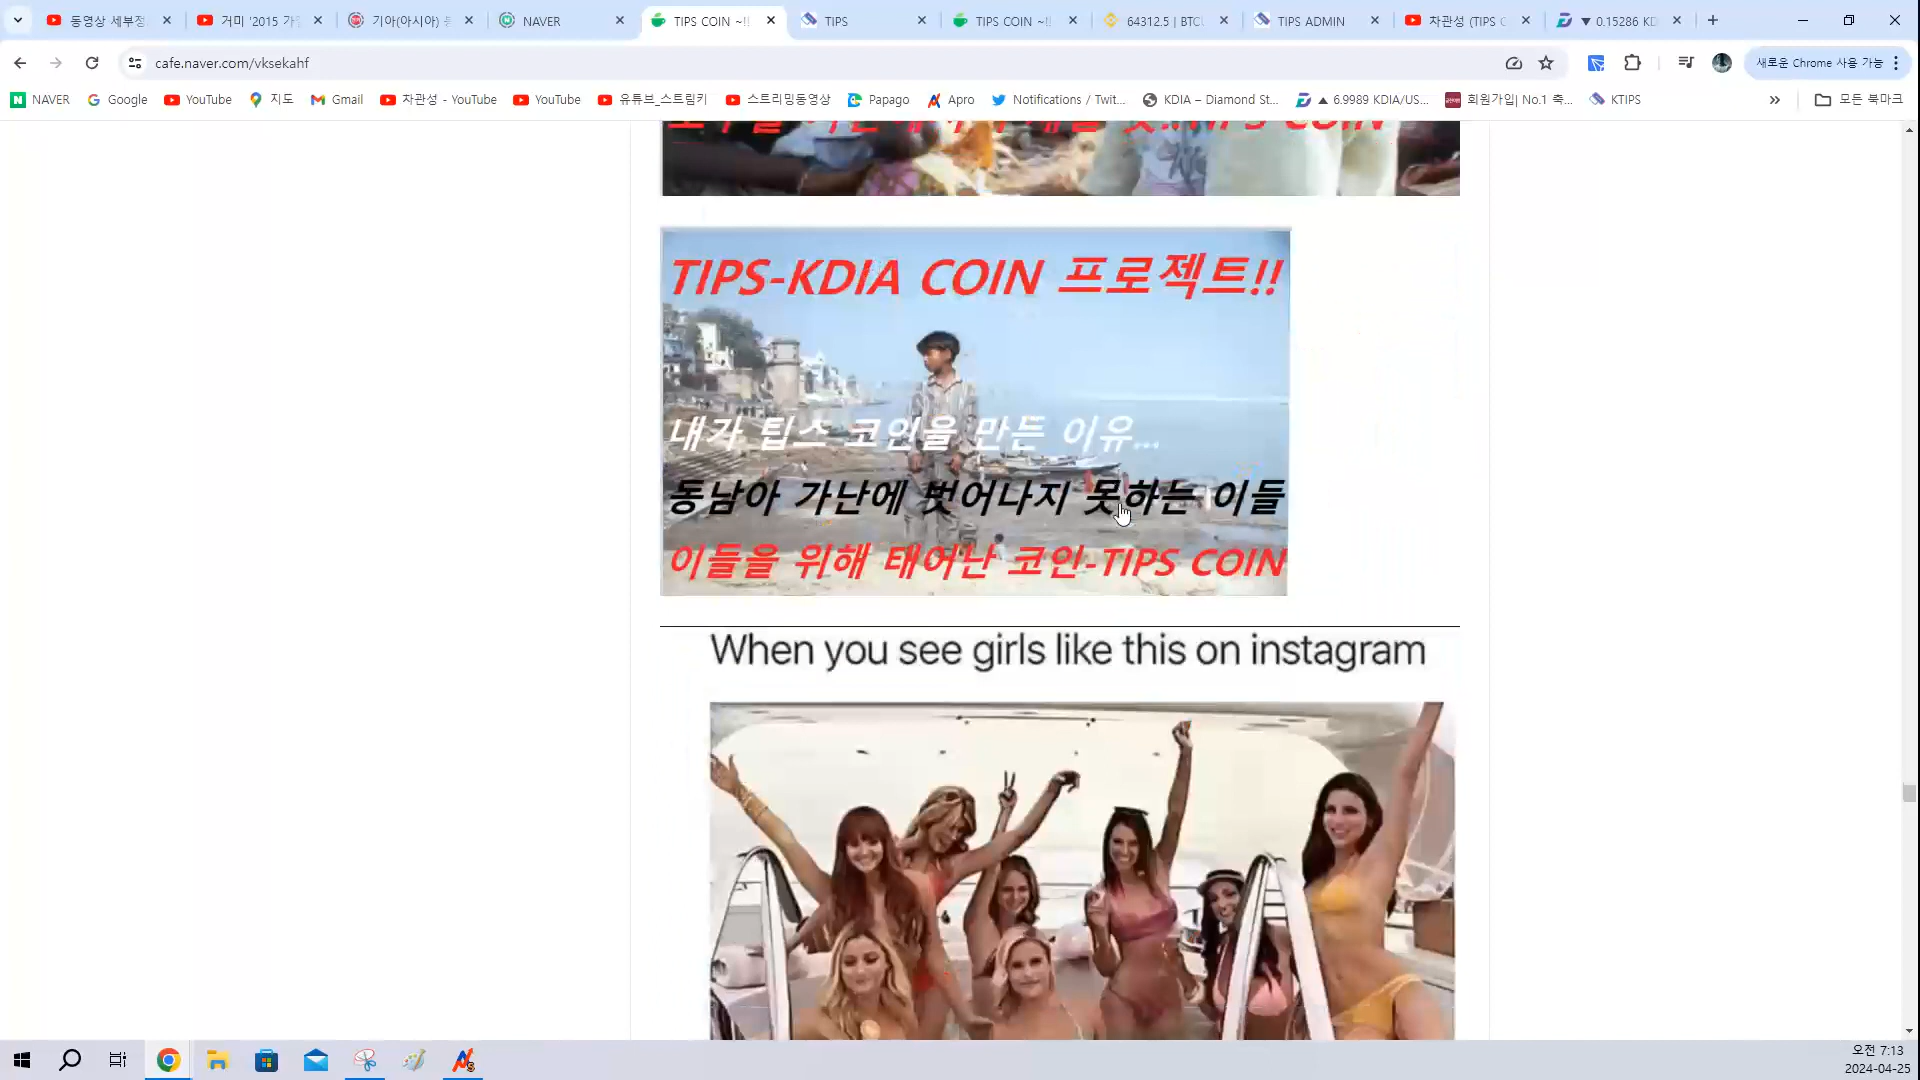 동영상 세부정
거미 '2015 가
기아(아시아) 뉴
NAVER
TIPS COIN ~!!
TIPS
TIPS COIN ~!!
64312.5 | BTCU
TIPS ADMIN
차관성 (TIPS C
▼ 0.15286 KD
cafe.naver.com/vksekahf
새로운 Chrome 사용 가능
NAVER
Google
YouTube
지도
Gmail
차관성 - YouTube
YouTube
유튜브_스트림키
스트리밍동영상
Papago
Apro
Notifications / Twit...
KDIA – Diamond St...
▲ 6.9989 KDIA/US...
회원가입| No.1 축...
KTIPS
모든 북마크
TIPS-KDIA COIN 프로젝트!!
내가 팁스 코인을 만든 이유...
동남아 가난에 벗어나지 못하는 이들
이들을 위해 태어난 코인-TIPS COIN
When you see girls like this on instagram
오전 7:13
2024-04-25